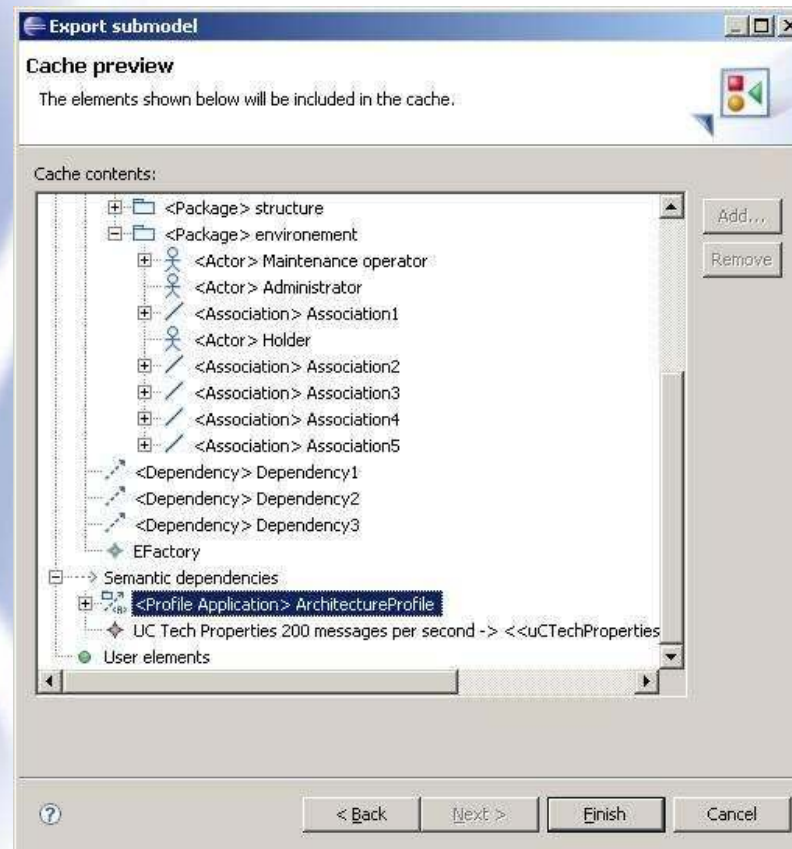 Export submodel
Cache preview
The elements shown below will be included in the cache.
Cache contents:
<Package> structure
<Package> environement
<Actor> Maintenance operator
<Actor> Administrator
<Association> Association1
<Actor> Holder
<Association> Association2
<Association> Association3
<Association> Association4
<Association> Association5
<Dependency> Dependency1
<Dependency> Dependency2
<Dependency> Dependency3
EFactory
Semantic dependencies
<Profile Application> ArchitectureProfile
UC Tech Properties 200 messages per second -> <<uCTechProperties
User elements
Add...
Remove
< Back
Next >
Finish
Cancel